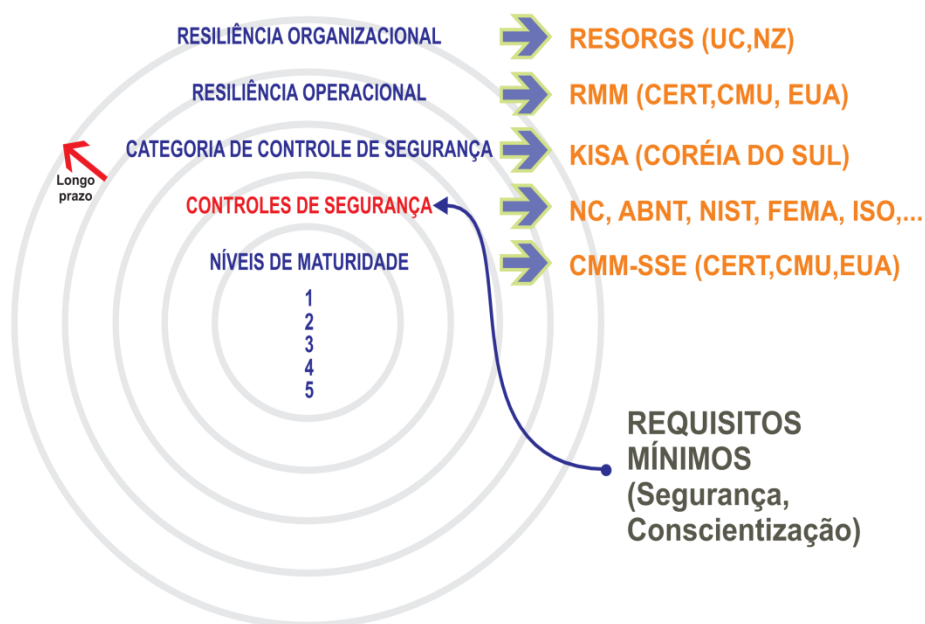 RESILIÊNCIA ORGANIZACIONAL
RESORGS (UC,NZ)
RESILIÊNCIA OPERACIONAL
RMM (CERT,CMU, EUA)
CATEGORIA DE CONTROLE DE SEGURANÇA
KISA (CORÉIA DO SUL)
Longo
prazo
CONTROLES DE SEGURANÇA
NC, ABNT, NIST, FEMA, ISO,...
NÍVEIS DE MATURIDADE
CMM-SSE (CERT,CMU,EUA)
1
2
3
4
5
REQUISITOS
MÍNIMOS
(Segurança,
Conscientização)